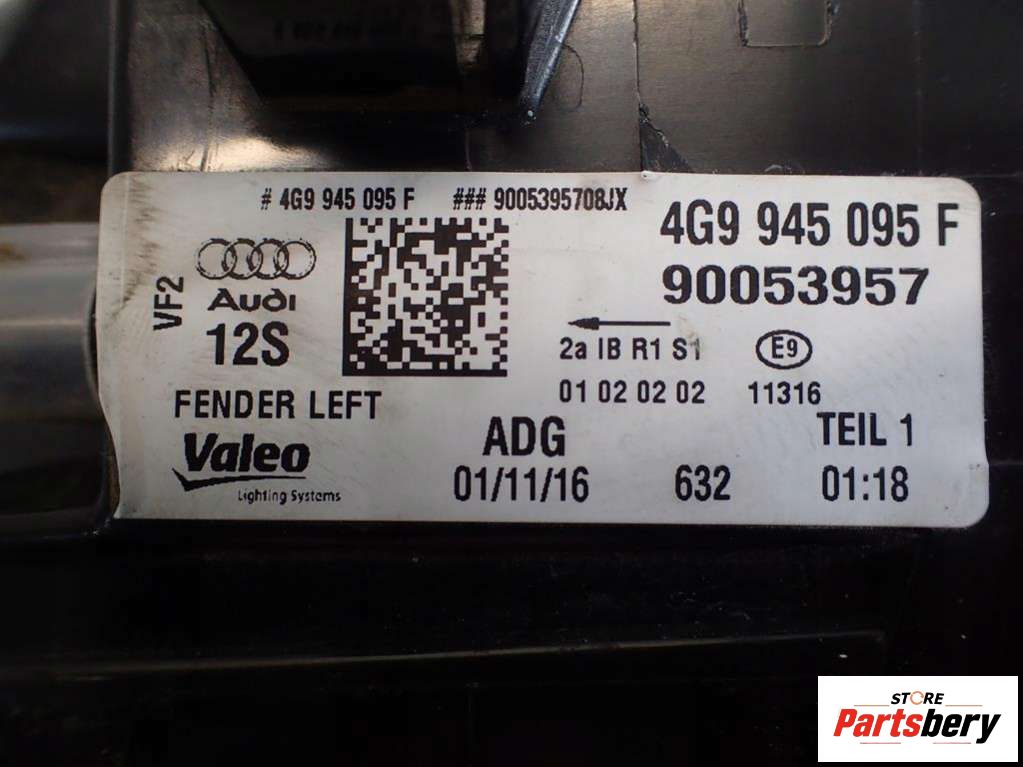 # 4G9 945 095 F ### 9005395708JX
4G9 945 095 F
90053957
VF2
Audi
12S
2a IB R1 S1 E9
01 02 02 02 11316
FENDER LEFT
Valeo
Lighting Systems
ADG TEIL 1
01/11/16 632 01:18
STORE
Partsbery